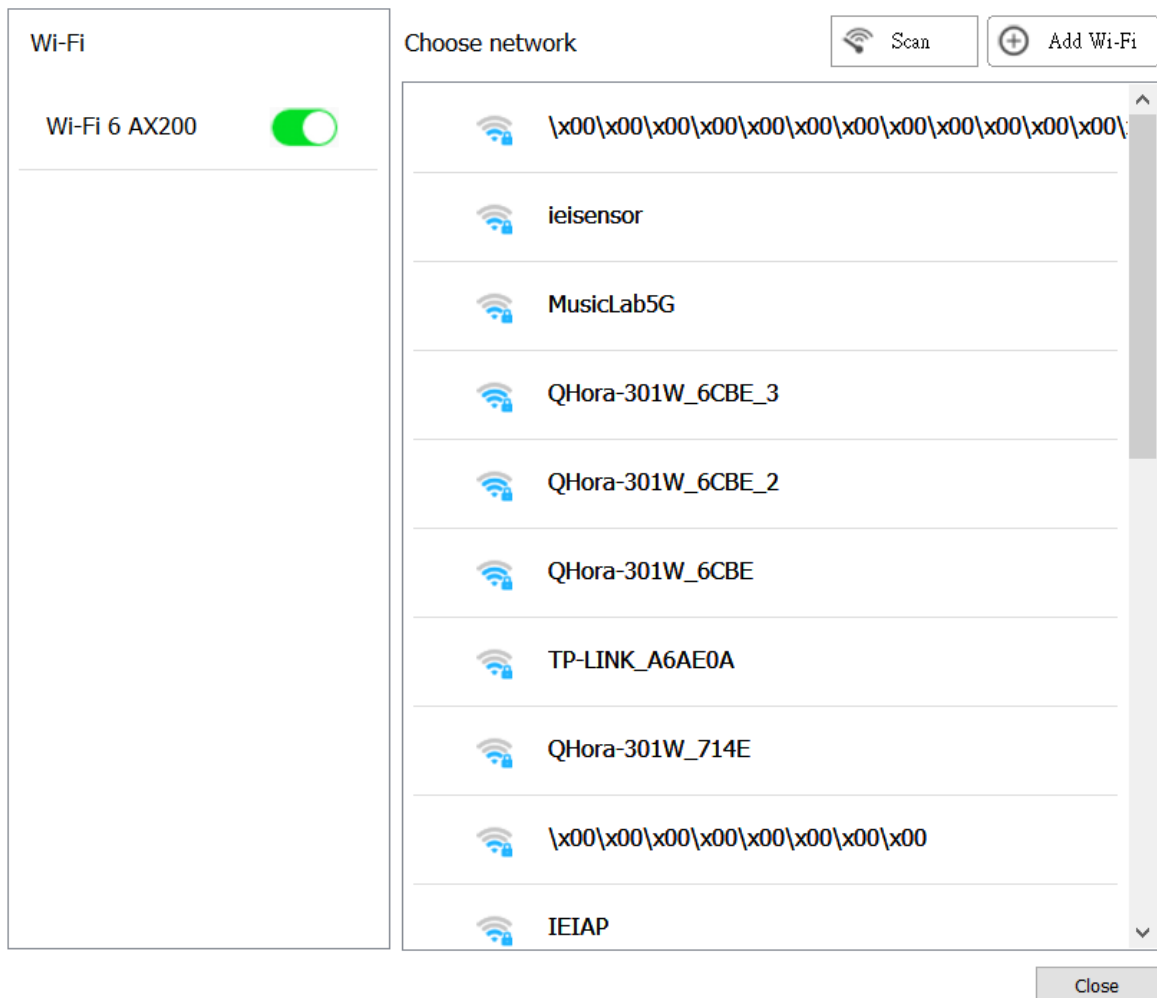 Wi-Fi
Wi-Fi 6 AX200
Choose network
Scan
Add Wi-Fi
\x00\x00\x00\x00\x00\x00\x00\x00\x00\x00\x00\x00\
ieisensor
MusicLab5G
QHora-301W_6CBE_3
QHora-301W_6CBE_2
QHora-301W_6CBE
TP-LINK_A6AE0A
QHora-301W_714E
\x00\x00\x00\x00\x00\x00\x00\x00
IEIAP
Close